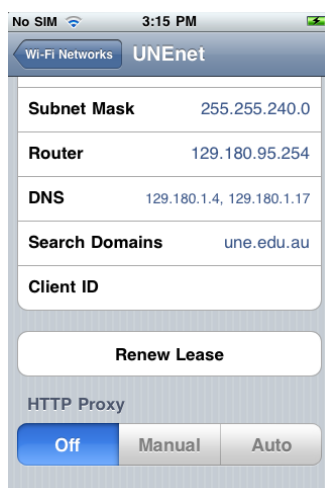 No SIM 3:15 PM
Wi-Fi Networks UNEnet
Subnet Mask 255.255.240.0
Router 129.180.95.254
DNS 129.180.1.4, 129.180.1.17
Search Domains une.edu.au
Client ID
Renew Lease
HTTP Proxy
Off Manual Auto